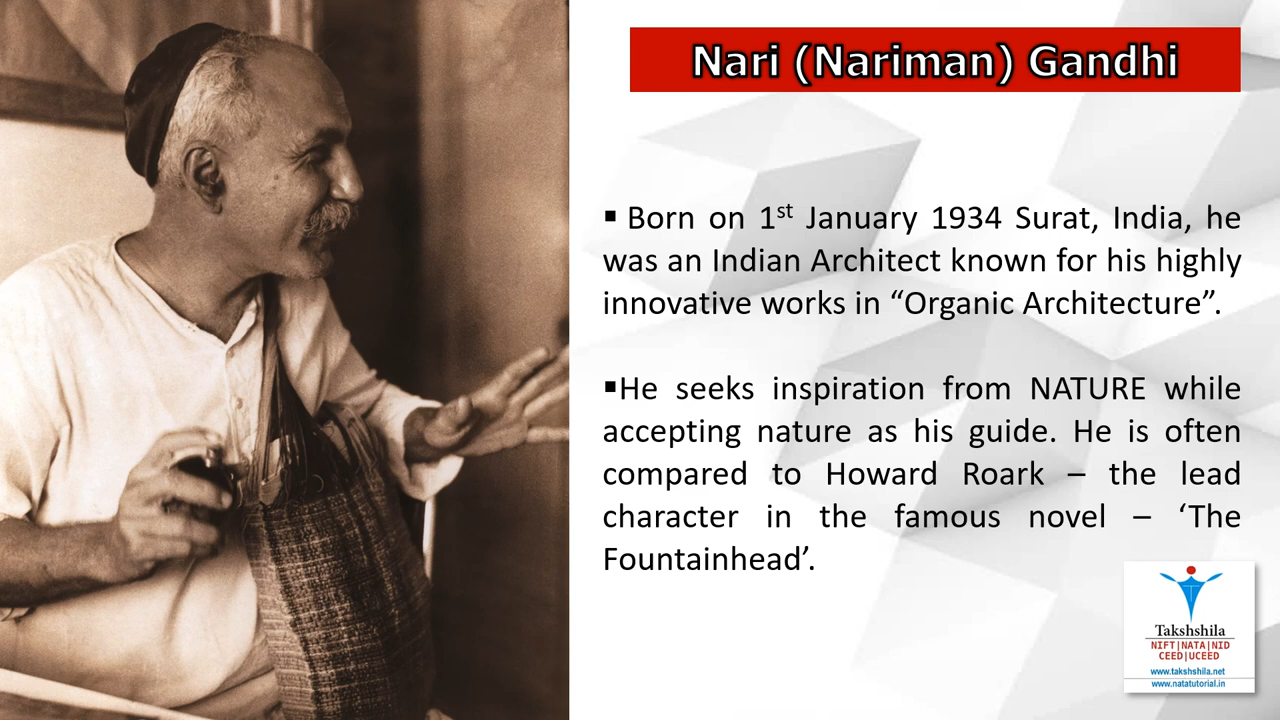 Nari (Nariman) Gandhi
▪ Born on 1st January 1934 Surat, India, he
was an Indian Architect known for his highly
innovative works in “Organic Architecture”.
▪He seeks inspiration from NATURE while
accepting nature as his guide. He is often
compared to Howard Roark – the lead
character in the famous novel – ‘The
Fountainhead’.
Takshshila
NIFT|NATA|NID
CEED|UCEED
www.takshshila.net
www.natatutorial.in